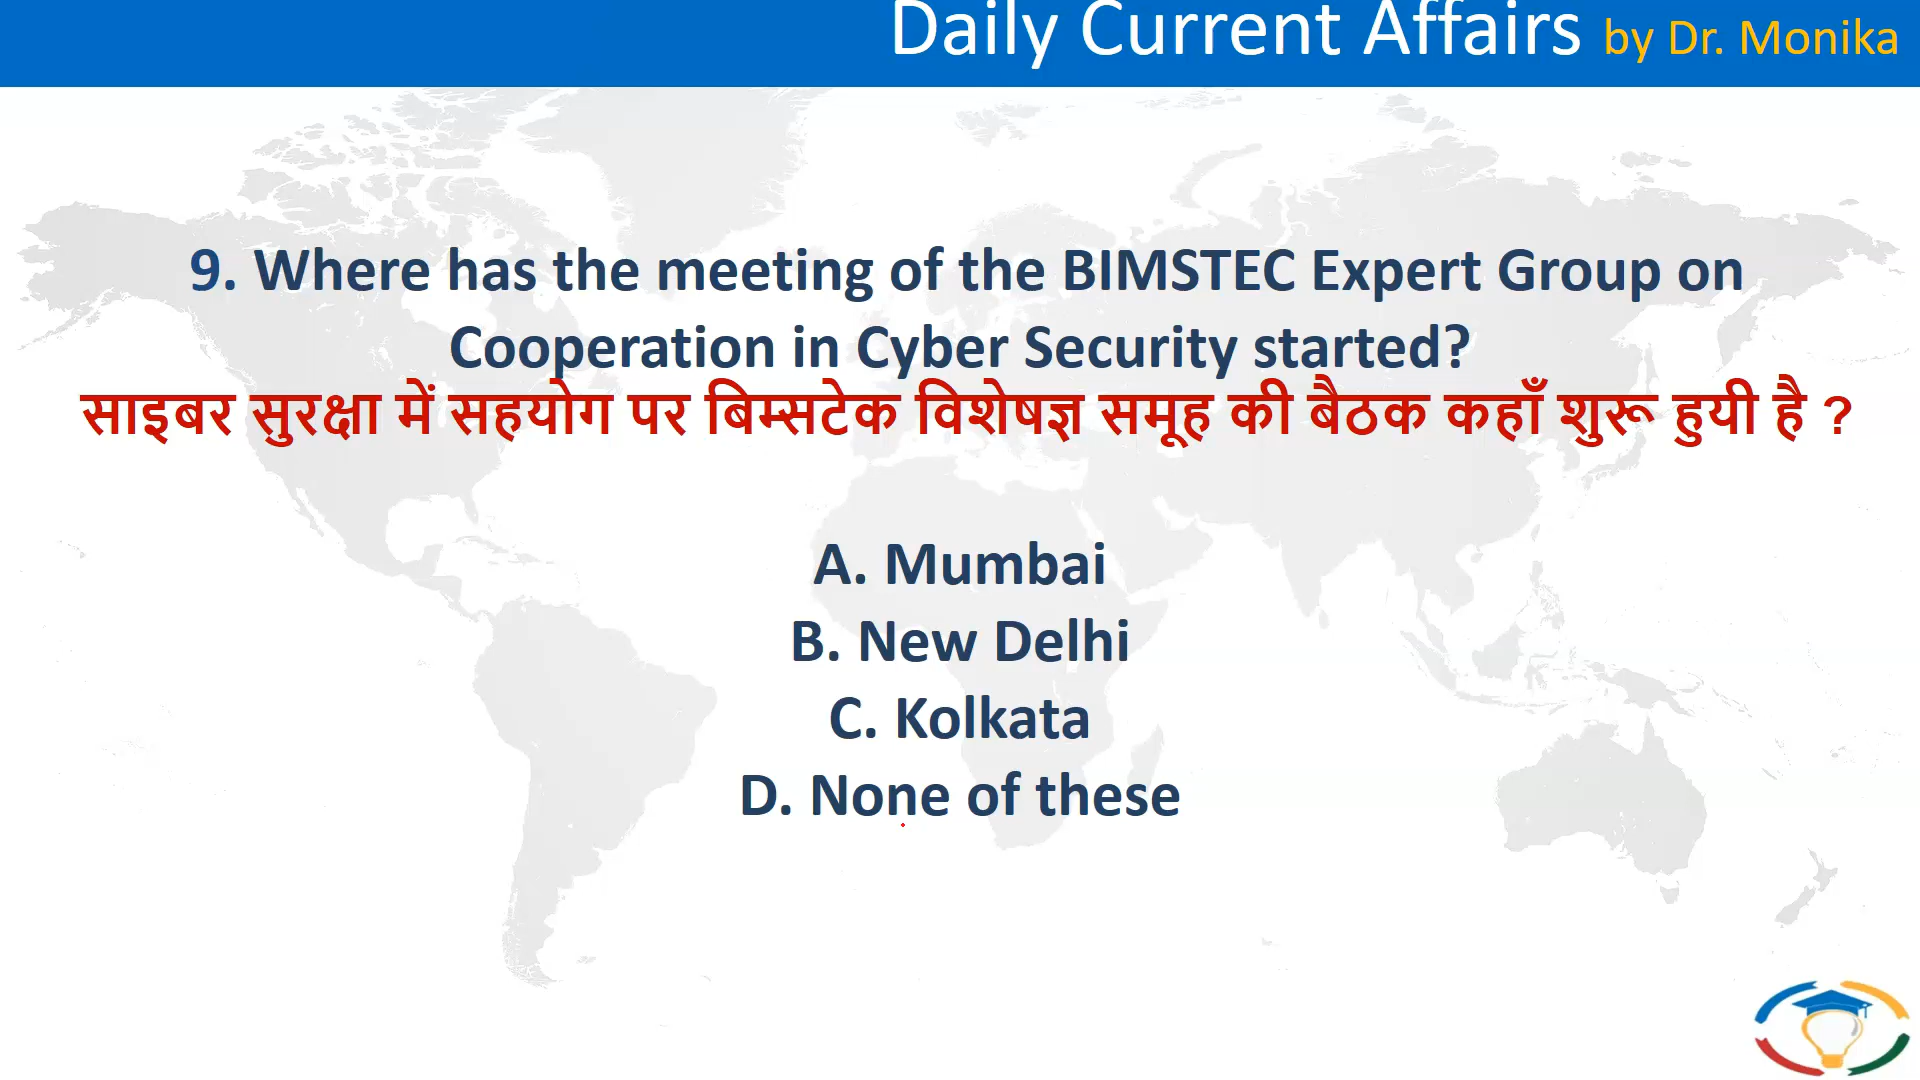 Daily Current Affairs by Dr. Monika
9. Where has the meeting of the BIMSTEC Expert Group on
Cooperation in Cyber Security started?
साइबर सुरक्षा में सहयोग पर बिम्सटेक विशेषज्ञ समूह की बैठक कहाँ शुरू हुयी है ?
A. Mumbai
B. New Delhi
C. Kolkata
D. None of these